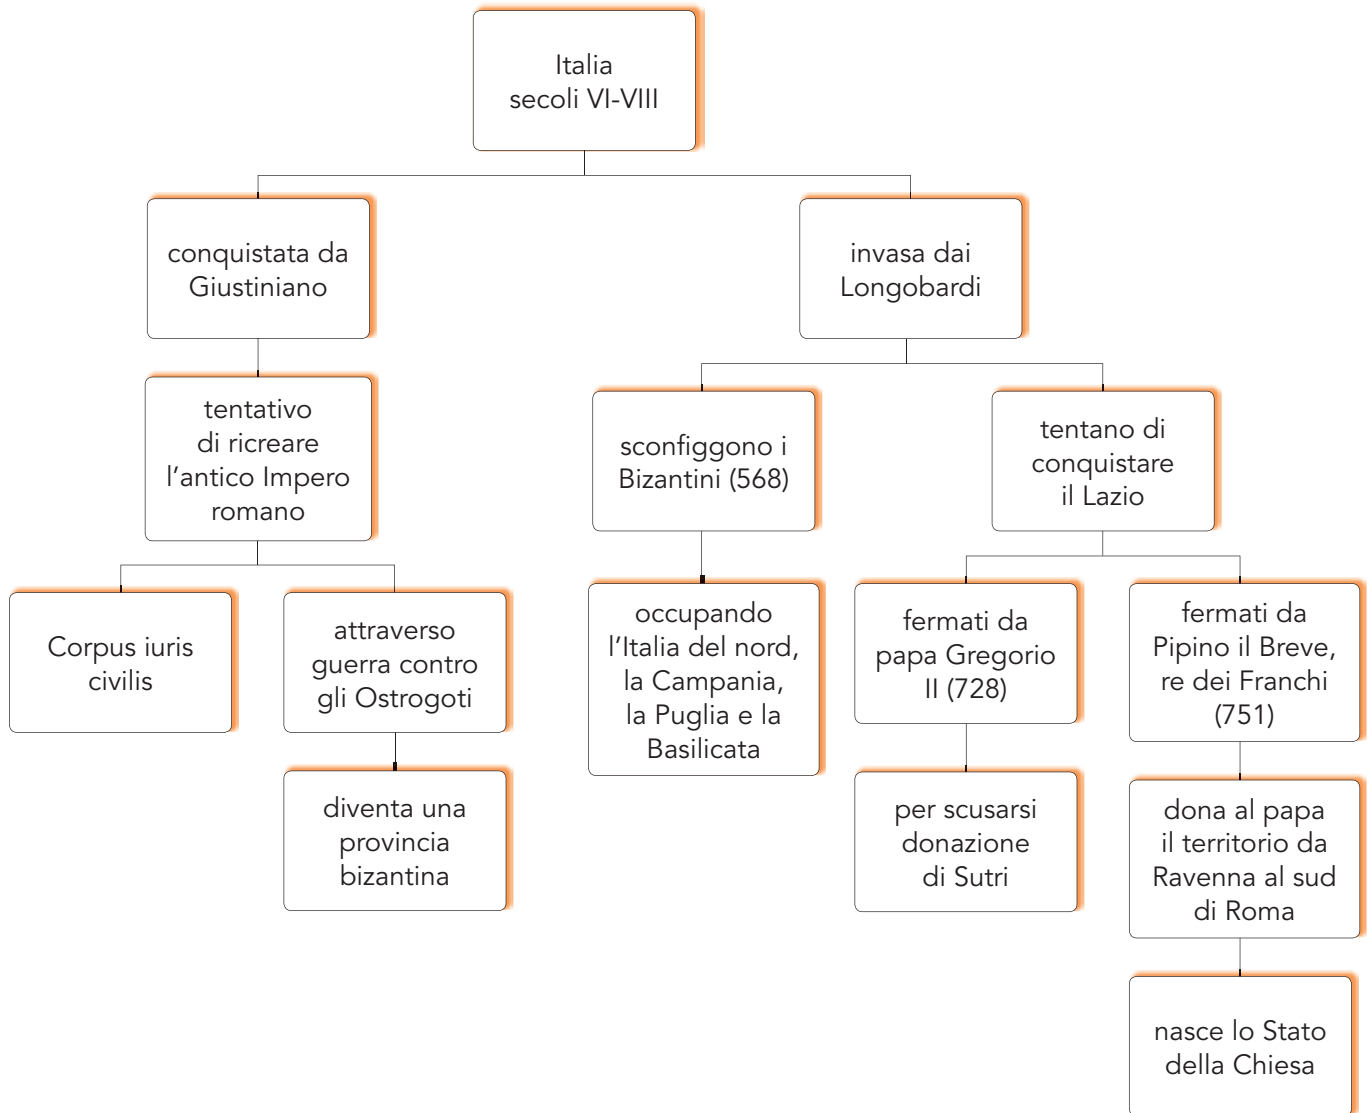 Italia
secoli VI-VIII
conquistata da
Giustiniano
invasa dai
Longobardi
tentativo
di ricreare
l'antico Impero
romano
sconfiggono i
Bizantini (568)
tentano di
conquistare
il Lazio
Corpus iuris
civilis
attraverso
guerra contro
gli Ostrogoti
occupando
l'Italia del nord,
la Campania,
la Puglia e la
Basilicata
fermati da
papa Gregorio
II (728)
fermati da
Pipino il Breve,
re dei Franchi
(751)
diventa una
provincia
bizantina
per scusarsi
donazione
di Sutri
dona al papa
il territorio da
Ravenna al sud
di Roma
nasce lo Stato
della Chiesa